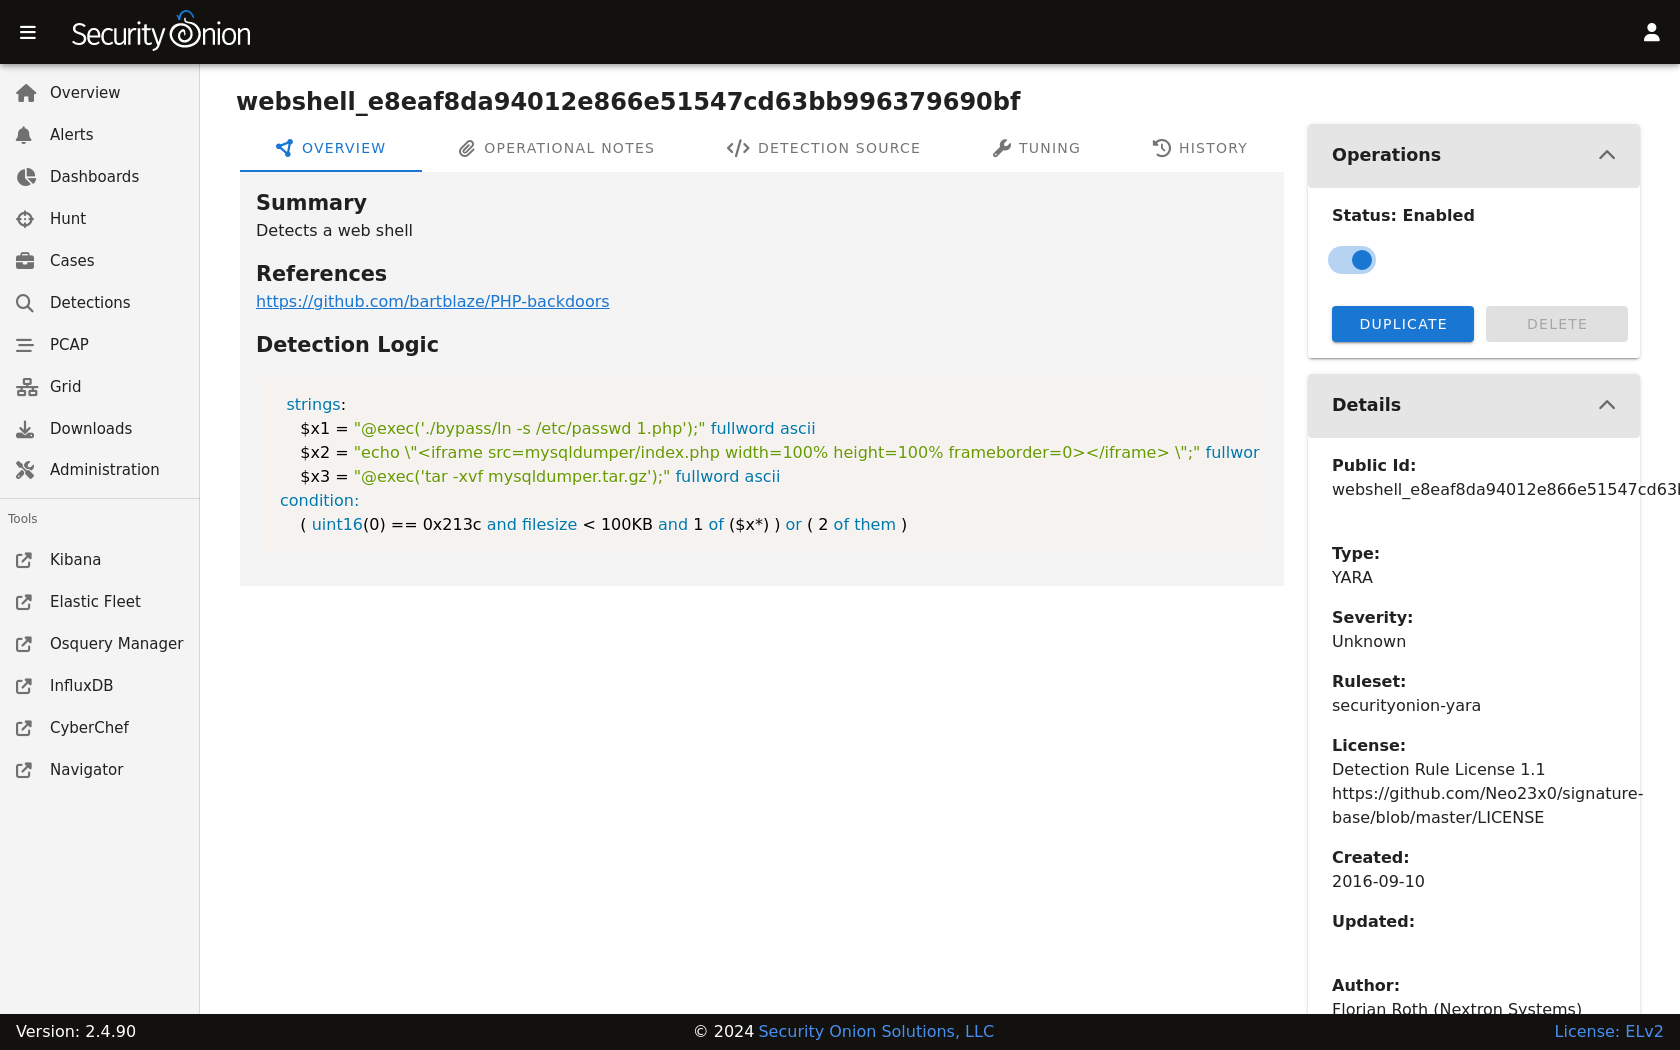 Security Onion
Overview
Alerts
Dashboards
Hunt
Cases
Detections
PCAP
Grid
Downloads
Administration
Tools
Kibana
Elastic Fleet
Osquery Manager
InfluxDB
CyberChef
Navigator
webshell_e8eaf8da94012e866e51547cd63bb996379690bf
OVERVIEW
OPERATIONAL NOTES
DETECTION SOURCE
TUNING
HISTORY
Summary
Detects a web shell
References
https://github.com/bartblaze/PHP-backdoors
Detection Logic
strings:
$x1 = "@exec('./bypass/ln -s /etc/passwd 1.php');" fullword ascii
$x2 = "echo \"<iframe src=mysqldumper/index.php width=100% height=100% frameborder=0></iframe> \";" fullwor
$x3 = "@exec('tar -xvf mysqldumper.tar.gz');" fullword ascii
condition:
( uint16(0) == 0x213c and filesize < 100KB and 1 of ($x*) ) or ( 2 of them )
Operations
Status: Enabled
DUPLICATE
DELETE
Details
Public Id:
webshell_e8eaf8da94012e866e51547cd63
Type:
YARA
Severity:
Unknown
Ruleset:
securityonion-yara
License:
Detection Rule License 1.1
https://github.com/Neo23x0/signature-
base/blob/master/LICENSE
Created:
2016-09-10
Updated:
Author:
Florian Roth (Nextron Systems)
Version: 2.4.90
© 2024 Security Onion Solutions, LLC
License: ELv2